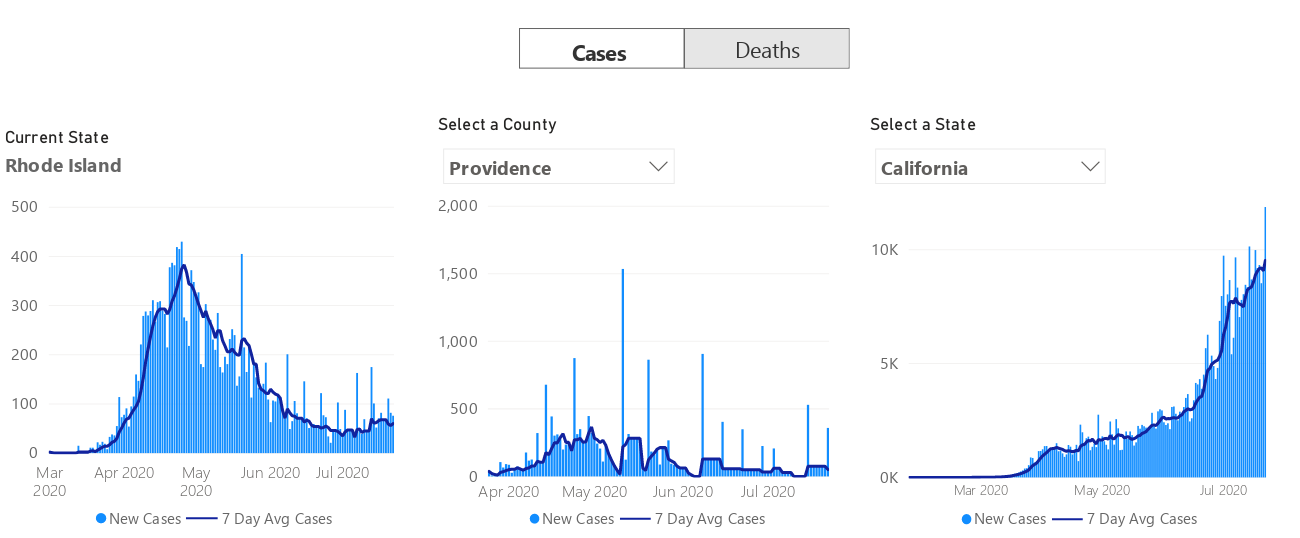 Cases
Deaths
Current State
Rhode Island
500
400
300
200
100
0
Mar 2020
Apr 2020
May 2020
Jun 2020
Jul 2020
New Cases
7 Day Avg Cases
Select a County
Providence
2,000
1,500
1,000
500
0
Apr 2020
May 2020
Jun 2020
Jul 2020
New Cases
7 Day Avg Cases
Select a State
California
10K
5K
0K
Mar 2020
May 2020
Jul 2020
New Cases
7 Day Avg Cases